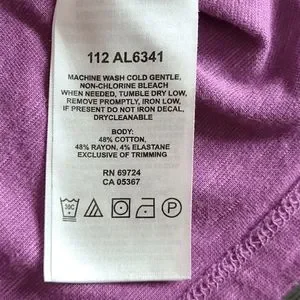 112 AL6341
MACHINE WASH COLD GENTLE,
NON-CHLORINE BLEACH
WHEN NEEDED, TUMBLE DRY LOW,
REMOVE PROMPTLY, IRON LOW,
IF PRESENT DO NOT IRON DECAL,
DRYCLEANABLE
BODY:
48% COTTON,
48% RAYON, 4% ELASTANE
EXCLUSIVE OF TRIMMING
RN 69724
CA 05367
30C
P